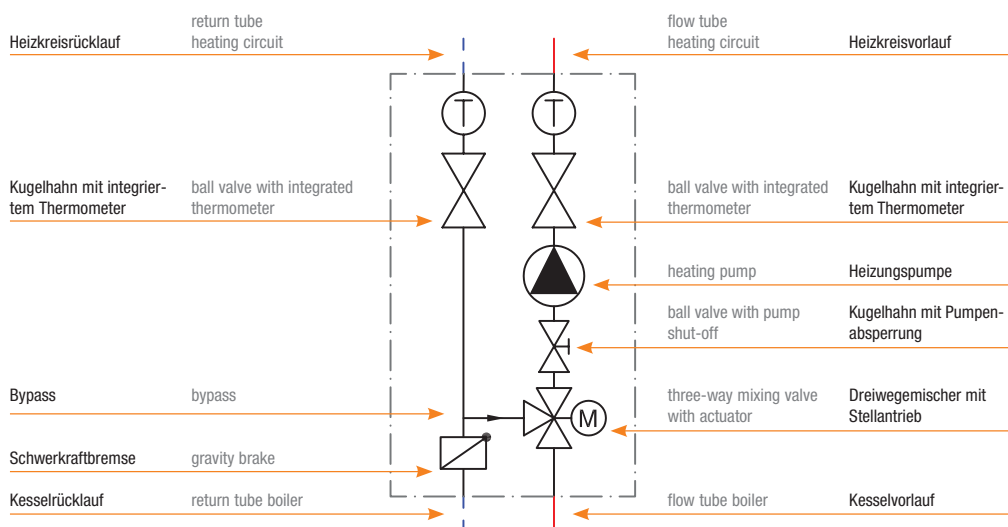 return tube
heating circuit
Heizkreisrücklauf
flow tube
heating circuit
Heizkreisvorlauf
T
T
Kugelhahn mit integrier-
tem Thermometer
ball valve with integrated
thermometer
ball valve with integrated
thermometer
Kugelhahn mit integrier-
tem Thermometer
heating pump
Heizungspumpe
ball valve with pump
shut-off
Kugelhahn mit Pumpen-
absperrung
Bypass
bypass
three-way mixing valve
with actuator
Dreiwegemischer mit
Stellantrieb
M
Schwerkraftbremse
gravity brake
Kesselrücklauf
return tube boiler
flow tube boiler
Kesselvorlauf